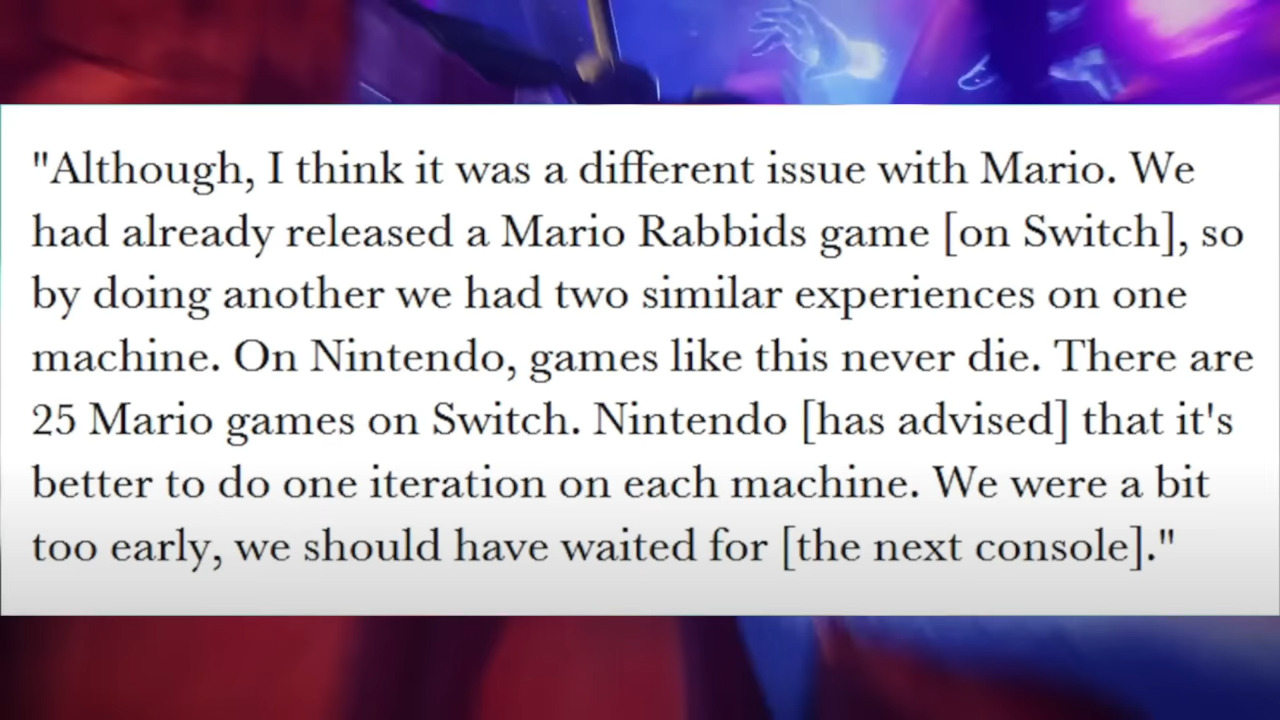 "Although, I think it was a different issue with Mario. We
had already released a Mario Rabbids game [on Switch], so
by doing another we had two similar experiences on one
machine. On Nintendo, games like this never die. There are
25 Mario games on Switch. Nintendo [has advised] that it's
better to do one iteration on each machine. We were a bit
too early, we should have waited for [the next console]."